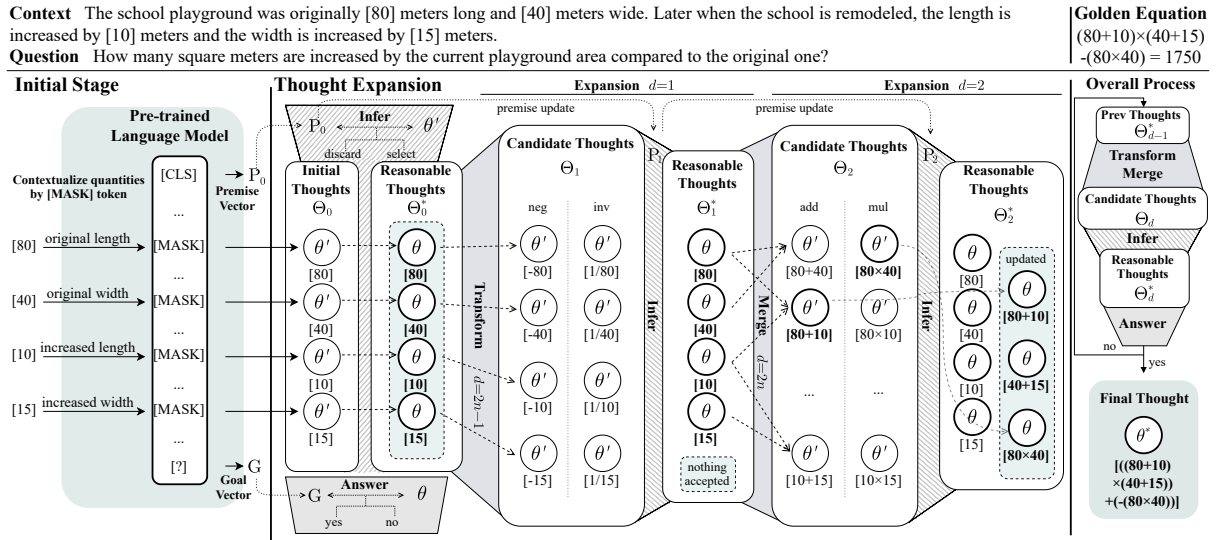 Context The school playground was originally [80] meters long and [40] meters wide. Later when the school is remodeled, the length is
increased by [10] meters and the width is increased by [15] meters.
Question How many square meters are increased by the current playground area compared to the original one?
Golden Equation
(80+10)×(40+15)
-(80×40) = 1750
Initial Stage
Pre-trained
Language Model
Contextualize quantities
by [MASK] token
[CLS]
P₀
Premise
Vector
...
[80] original length [MASK]
...
[40] original width [MASK]
...
[10] increased length [MASK]
...
[15] increased width [MASK]
...
[?]
G
Goal
Vector
Thought Expansion
P₀ Infer θ′
discard select
Initial
Thoughts
Θ₀
θ′
[80]
θ′
[40]
θ′
[10]
θ′
[15]
Reasonable
Thoughts
Θ₀*
θ
[80]
θ
[40]
θ
[10]
θ
[15]
Answer
G θ
yes no
Transform
d=2n−1
Expansion d=1
premise update
Candidate Thoughts
Θ₁
neg inv
θ′ θ′
[-80] [1/80]
θ′ θ′
[-40] [1/40]
θ′ θ′
[-10] [1/10]
θ′ θ′
[-15] [1/15]
P₁
Infer
Reasonable
Thoughts
Θ₁*
θ
[80]
θ
[40]
θ
[10]
θ
[15]
nothing
accepted
Merge
d=2n
Expansion d=2
premise update
Candidate Thoughts
Θ₂
add mul
θ′ θ′
[80+40] [80×40]
θ′ θ′
[80+10] [80×10]
... ...
θ′ θ′
[10+15] [10×15]
P₂
Infer
Reasonable
Thoughts
Θ₂*
θ
[80]
θ
[40]
θ
[10]
θ
[15]
updated
θ
[80+10]
θ
[40+15]
θ
[80×40]
Overall Process
Prev Thoughts
Θ*d−1
Transform
Merge
Candidate Thoughts
Θd
Infer
Reasonable
Thoughts
Θ*d
Answer
no
yes
Final Thought
θ*
[((80+10)
×(40+15))
+(-(80×40))]